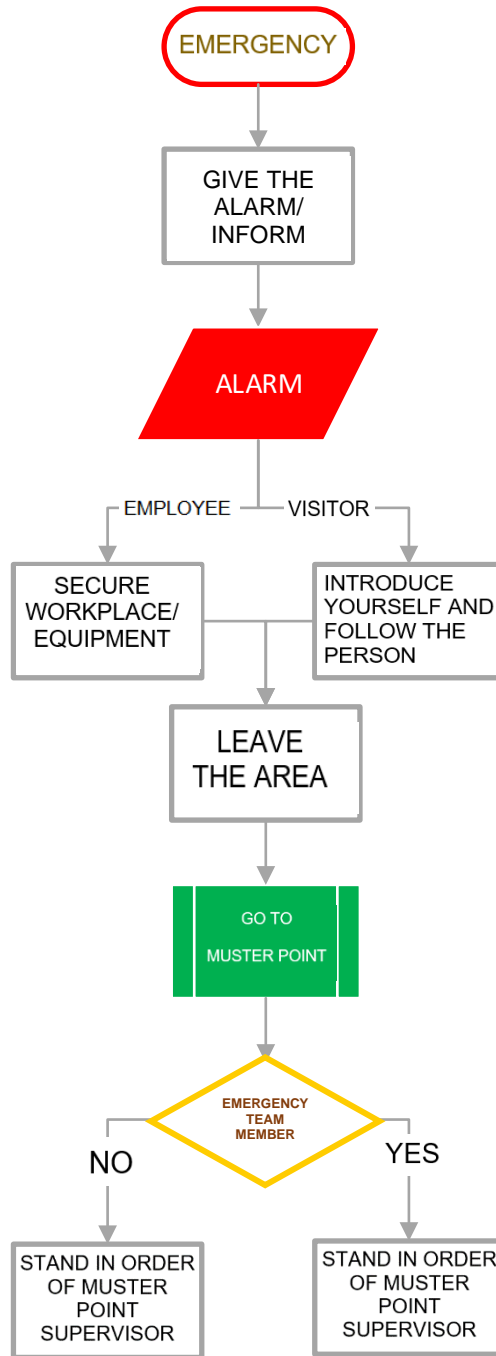 EMERGENCY
GIVE THE
ALARM/
INFORM
ALARM
EMPLOYEE
VISITOR
SECURE
WORKPLACE/
EQUIPMENT
INTRODUCE
YOURSELF AND
FOLLOW THE
PERSON
LEAVE
THE AREA
GO TO
MUSTER POINT
EMERGENCY
TEAM
MEMBER
NO
YES
STAND IN ORDER
OF MUSTER
POINT
SUPERVISOR
STAND IN ORDER
OF MUSTER
POINT
SUPERVISOR